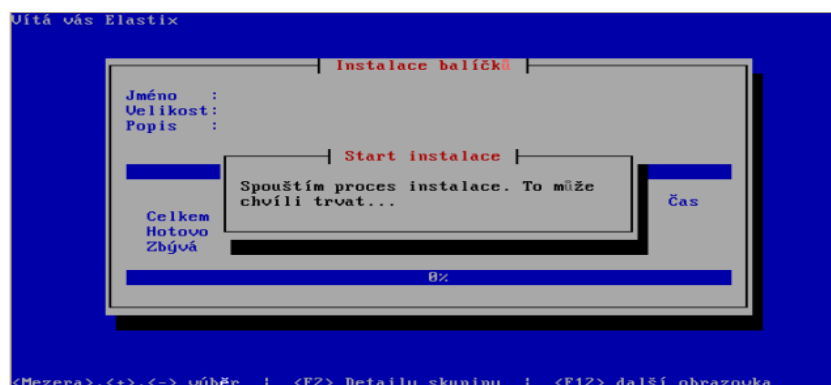 Vítá vás Elastix
Instalace balíčků
Jméno :
Velikost:
Popis :
Start instalace
Spouštím proces instalace. To může
chvíli trvat...
Čas
Celkem
Hotovo
Zbývá
0%
<Mezera>,<+>,<-> výběr | <F2> Detaily skupiny | <F12> další obrazovka